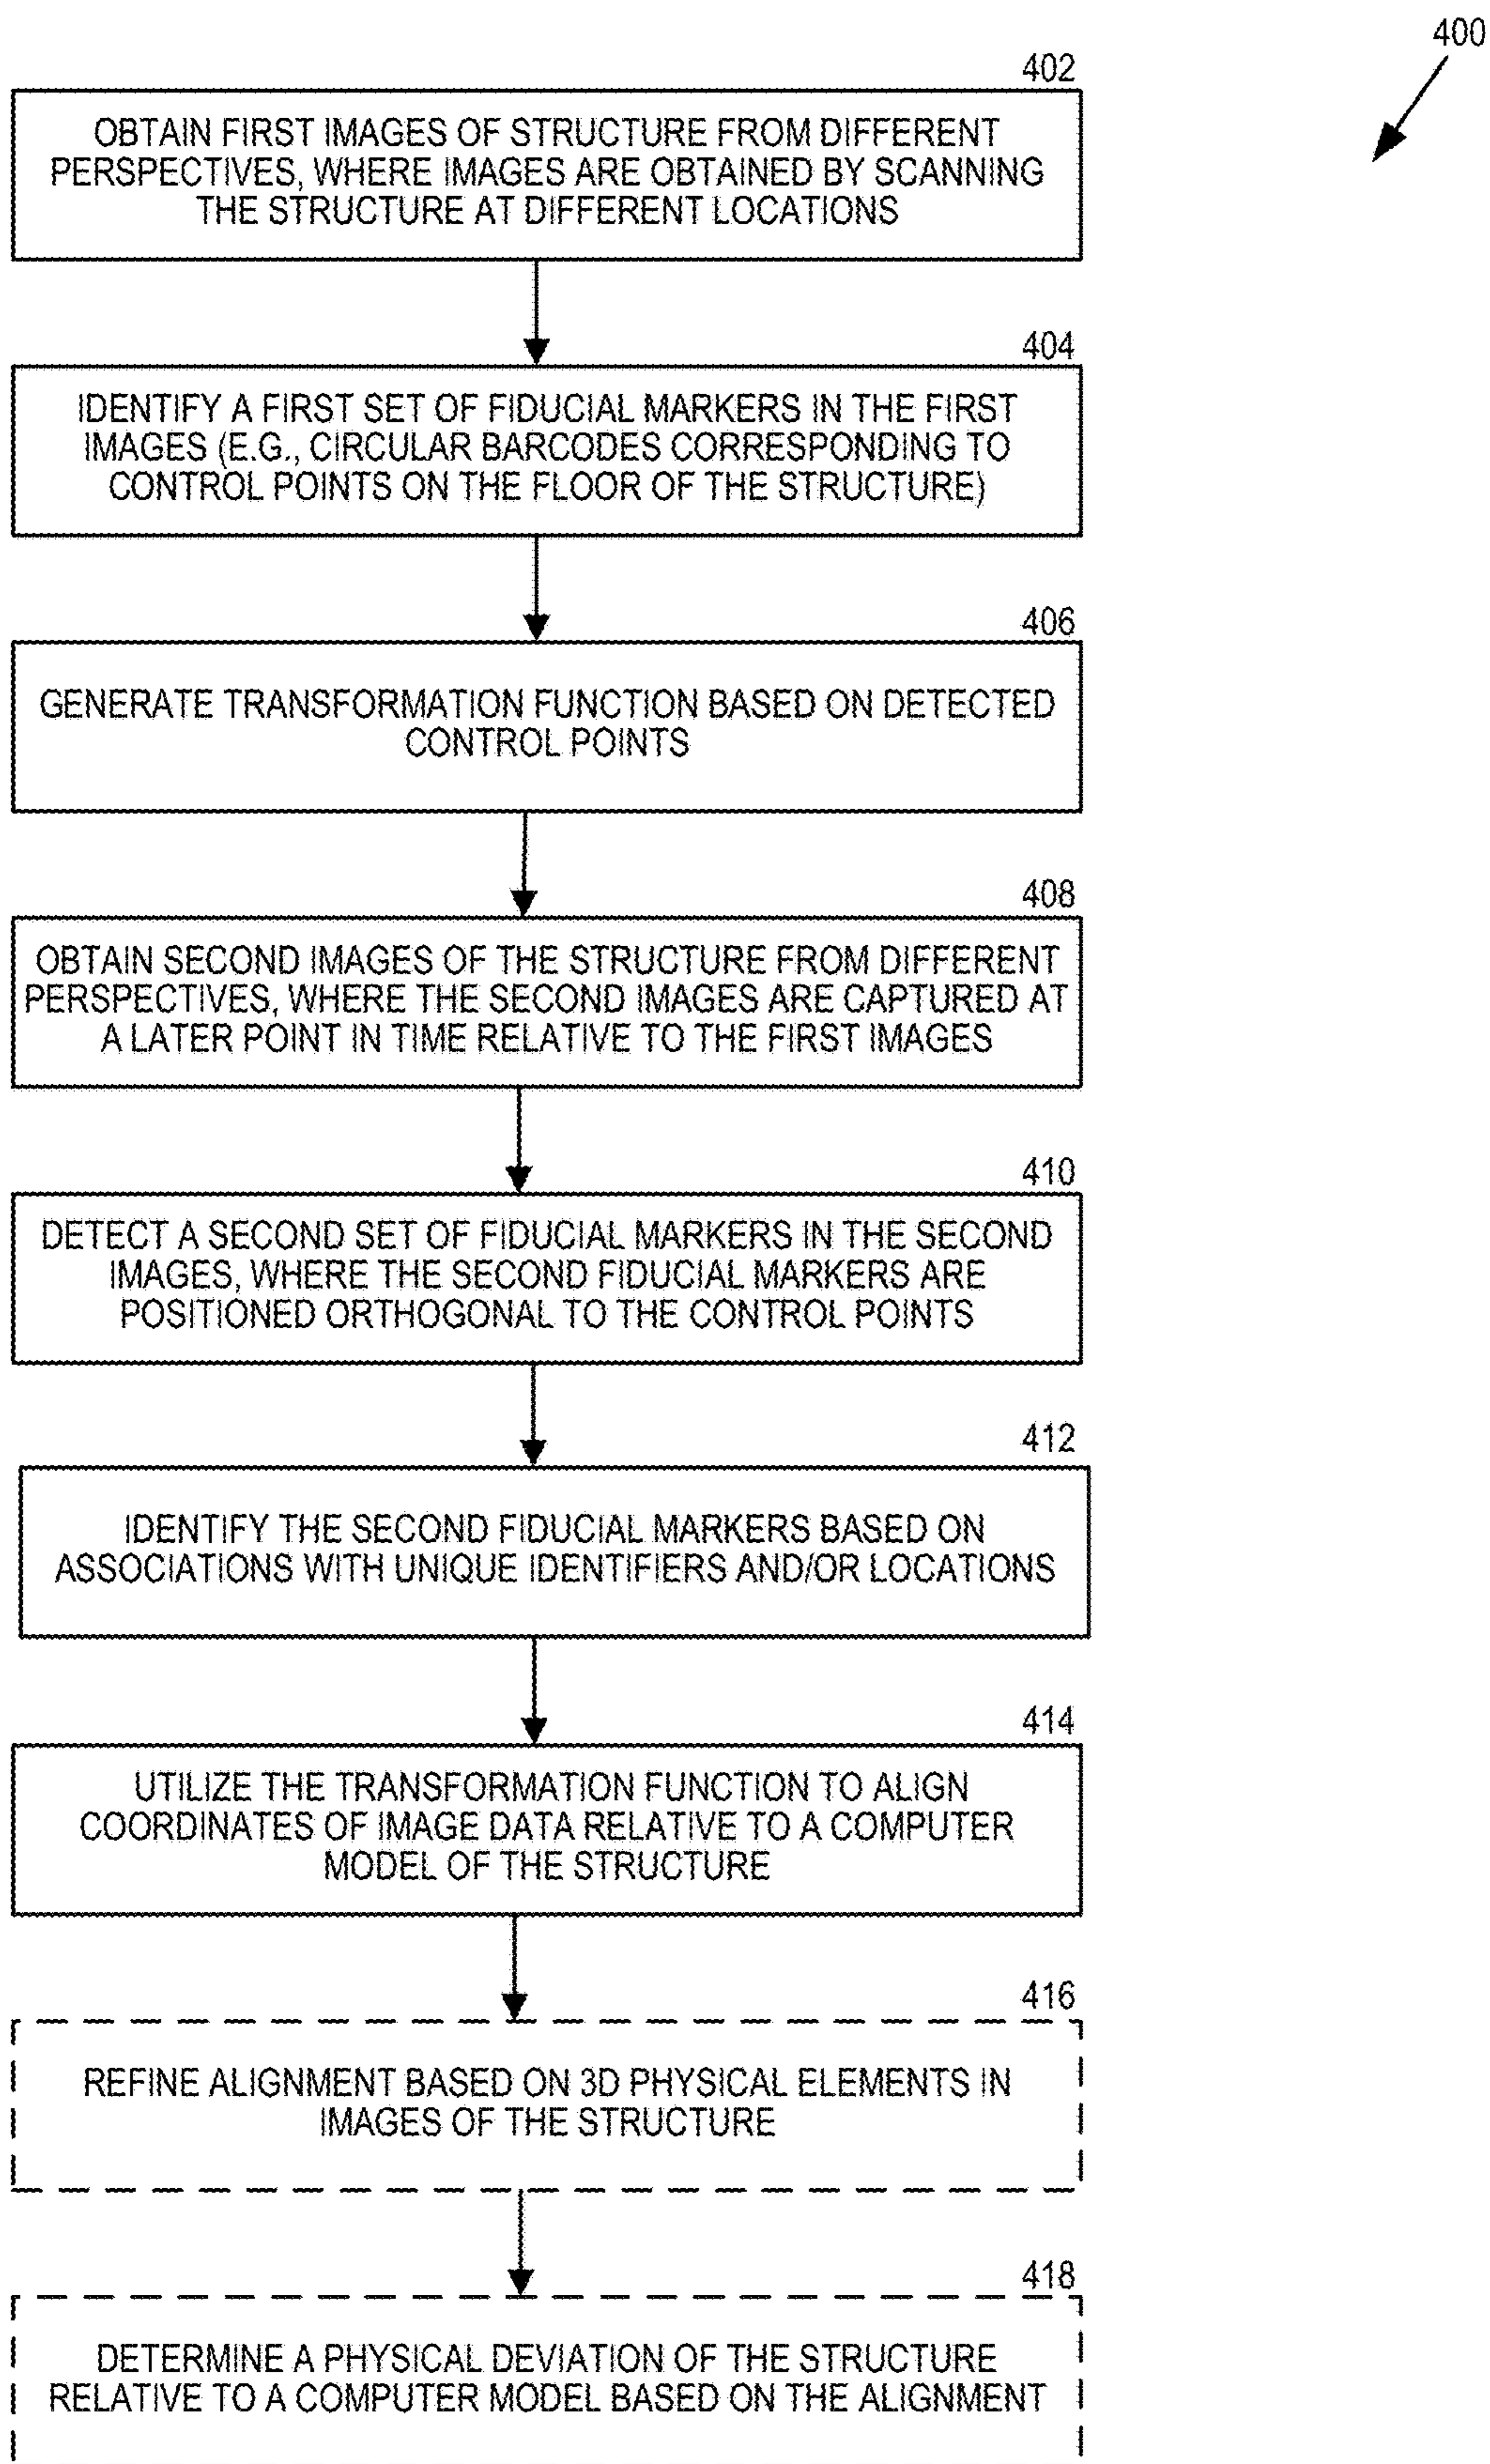 400
402
OBTAIN FIRST IMAGES OF STRUCTURE FROM DIFFERENT
PERSPECTIVES, WHERE IMAGES ARE OBTAINED BY SCANNING
THE STRUCTURE AT DIFFERENT LOCATIONS
404
IDENTIFY A FIRST SET OF FIDUCIAL MARKERS IN THE FIRST
IMAGES (E.G., CIRCULAR BARCODES CORRESPONDING TO
CONTROL POINTS ON THE FLOOR OF THE STRUCTURE)
406
GENERATE TRANSFORMATION FUNCTION BASED ON DETECTED
CONTROL POINTS
408
OBTAIN SECOND IMAGES OF THE STRUCTURE FROM DIFFERENT
PERSPECTIVES, WHERE THE SECOND IMAGES ARE CAPTURED AT
A LATER POINT IN TIME RELATIVE TO THE FIRST IMAGES
410
DETECT A SECOND SET OF FIDUCIAL MARKERS IN THE SECOND
IMAGES, WHERE THE SECOND FIDUCIAL MARKERS ARE
POSITIONED ORTHOGONAL TO THE CONTROL POINTS
412
IDENTIFY THE SECOND FIDUCIAL MARKERS BASED ON
ASSOCIATIONS WITH UNIQUE IDENTIFIERS AND/OR LOCATIONS
414
UTILIZE THE TRANSFORMATION FUNCTION TO ALIGN
COORDINATES OF IMAGE DATA RELATIVE TO A COMPUTER
MODEL OF THE STRUCTURE
416
REFINE ALIGNMENT BASED ON 3D PHYSICAL ELEMENTS IN
IMAGES OF THE STRUCTURE
418
DETERMINE A PHYSICAL DEVIATION OF THE STRUCTURE
RELATIVE TO A COMPUTER MODEL BASED ON THE ALIGNMENT